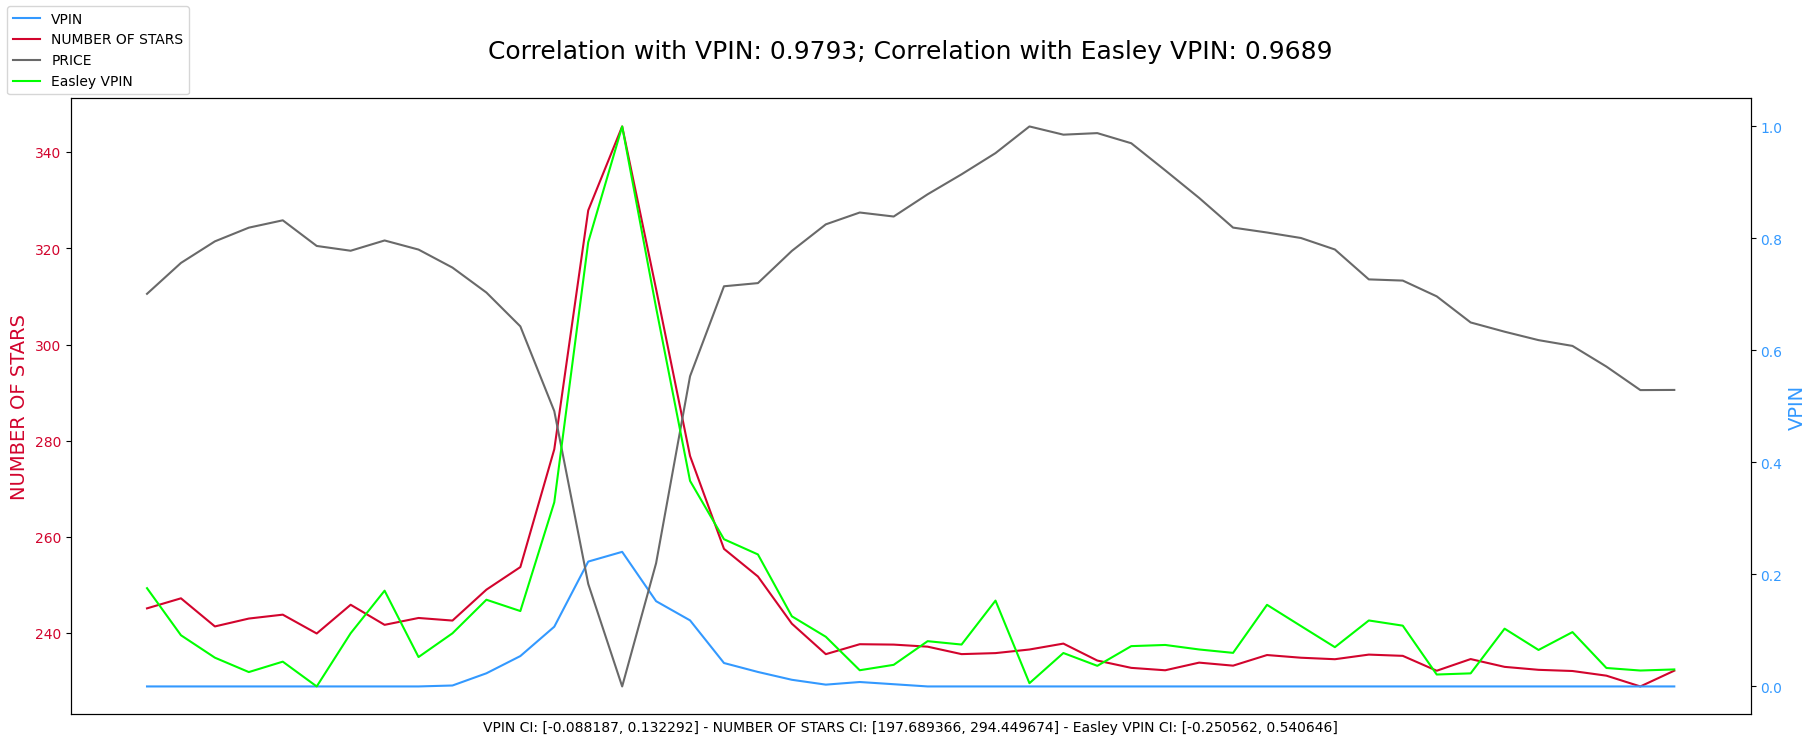 VPIN
NUMBER OF STARS
PRICE
Easley VPIN
Correlation with VPIN: 0.9793; Correlation with Easley VPIN: 0.9689
NUMBER OF STARS
340
320
300
280
260
240
1.0
0.8
0.6
0.4
0.2
0.0
VPIN
VPIN CI: [-0.088187, 0.132292] - NUMBER OF STARS CI: [197.689366, 294.449674] - Easley VPIN CI: [-0.250562, 0.540646]